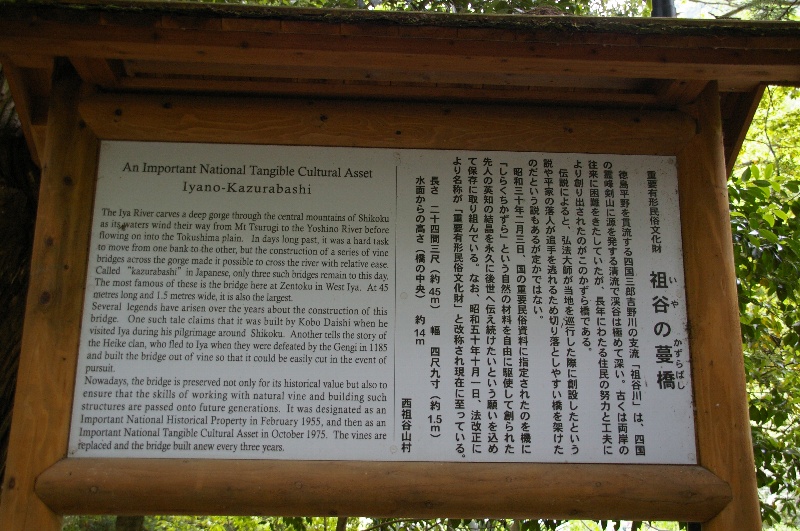 An Important National Tangible Cultural Asset
Iyano-Kazurabashi
The Iya River carves a deep gorge through the central mountains of Shikoku
as its waters wind their way from Mt Tsurugi to the Yoshino River before
flowing on into the Tokushima plain. In days long past, it was a hard task
to move from one bank to the other, but the construction of a series of vine
bridges across the gorge made it possible to cross the river with relative ease.
Called "kazurabashi" in Japanese, only three such bridges remain to this day.
The most famous of these is the bridge here at Zentoku in West Iya. At 45
metres long and 1.5 metres wide, it is also the largest.
Several legends have arisen over the years about the construction of this
bridge. One such tale claims that it was built by Kobo Daishi when he
visited Iya during his pilgrimage around Shikoku. Another tells the story of
the Heike clan, who fled to Iya when they were defeated by the Gengi in 1185
and built the bridge out of vine so that it could be easily cut in the event of
pursuit.
Nowadays, the bridge is preserved not only for its historical value but also to
ensure that the skills of working with natural vine and building such
structures are passed onto future generations. It was designated as an
Important National Historical Property in February 1955, and then as an
Important National Tangible Cultural Asset in October 1975. The vines are
replaced and the bridge built anew every three years.
重要有形民俗文化財 祖谷の蔓橋
いや かずらばし
徳島平野を貫流する四国三郎吉野川の支流「祖谷川」は、四国
の霊峰剣山に源を発する清流で渓谷は極めて深い。古くは両岸の
往来に困難をきたしていたが、長年にわたる住民の努力と工夫に
より創り出されたのがこのかずら橋である。
伝説によると、弘法大師が当地を巡行した際に創設したという
説や平家の落人が追手を逃れるため切り落としやすい橋を架けた
のだという説もあるが定かではない。
昭和三十年二月三日、国の重要民俗資料に指定されたのを機に
「しらくちかずら」という自然の材料を自由に駆使して創られた
先人の英知の結晶を永久に後世へ伝え続けたいという願いを込め
て保存に取り組んでいる。なお、昭和五十年十月一日、法改正に
より名称が「重要有形民俗文化財」と改称され現在に至っている。
長さ 二十四間三尺（約45m） 幅 四尺九寸（約1.5m）
水面からの高さ（橋の中央） 約14m
西祖谷山村